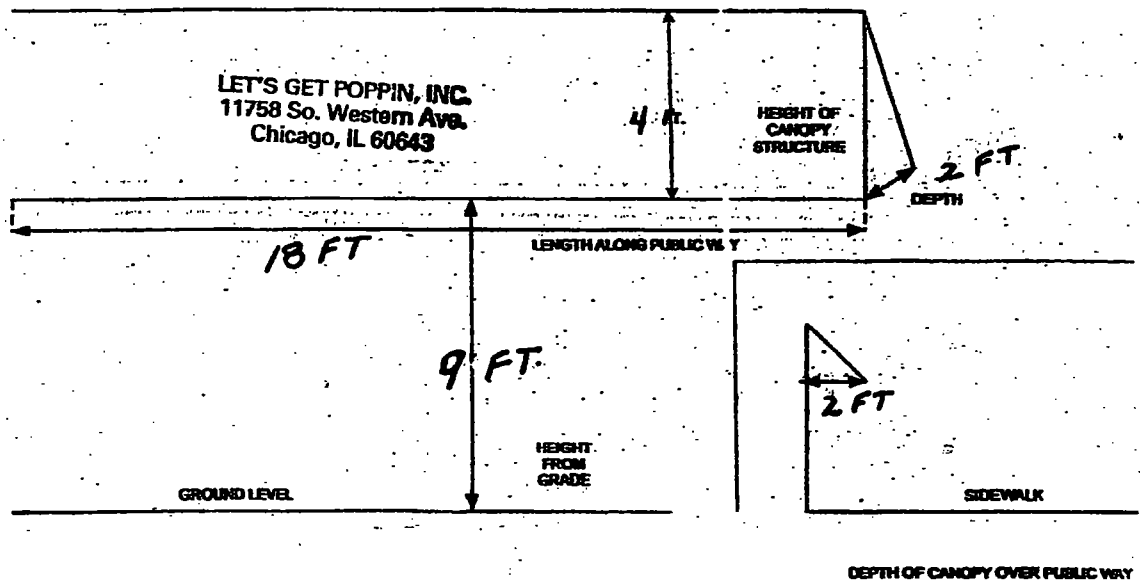 LET'S GET POPPIN, INC.
11758 So. Western Ave.
Chicago, IL 60643
4 FT.
HEIGHT OF
CANOPY
STRUCTURE
2 FT
DEPTH
18 FT
LENGTH ALONG PUBLIC W Y
9 FT.
2 FT
HEIGHT
FROM
GRADE
GROUND LEVEL
SIDEWALK
DEPTH OF CANOPY OVER PUBLIC WAY